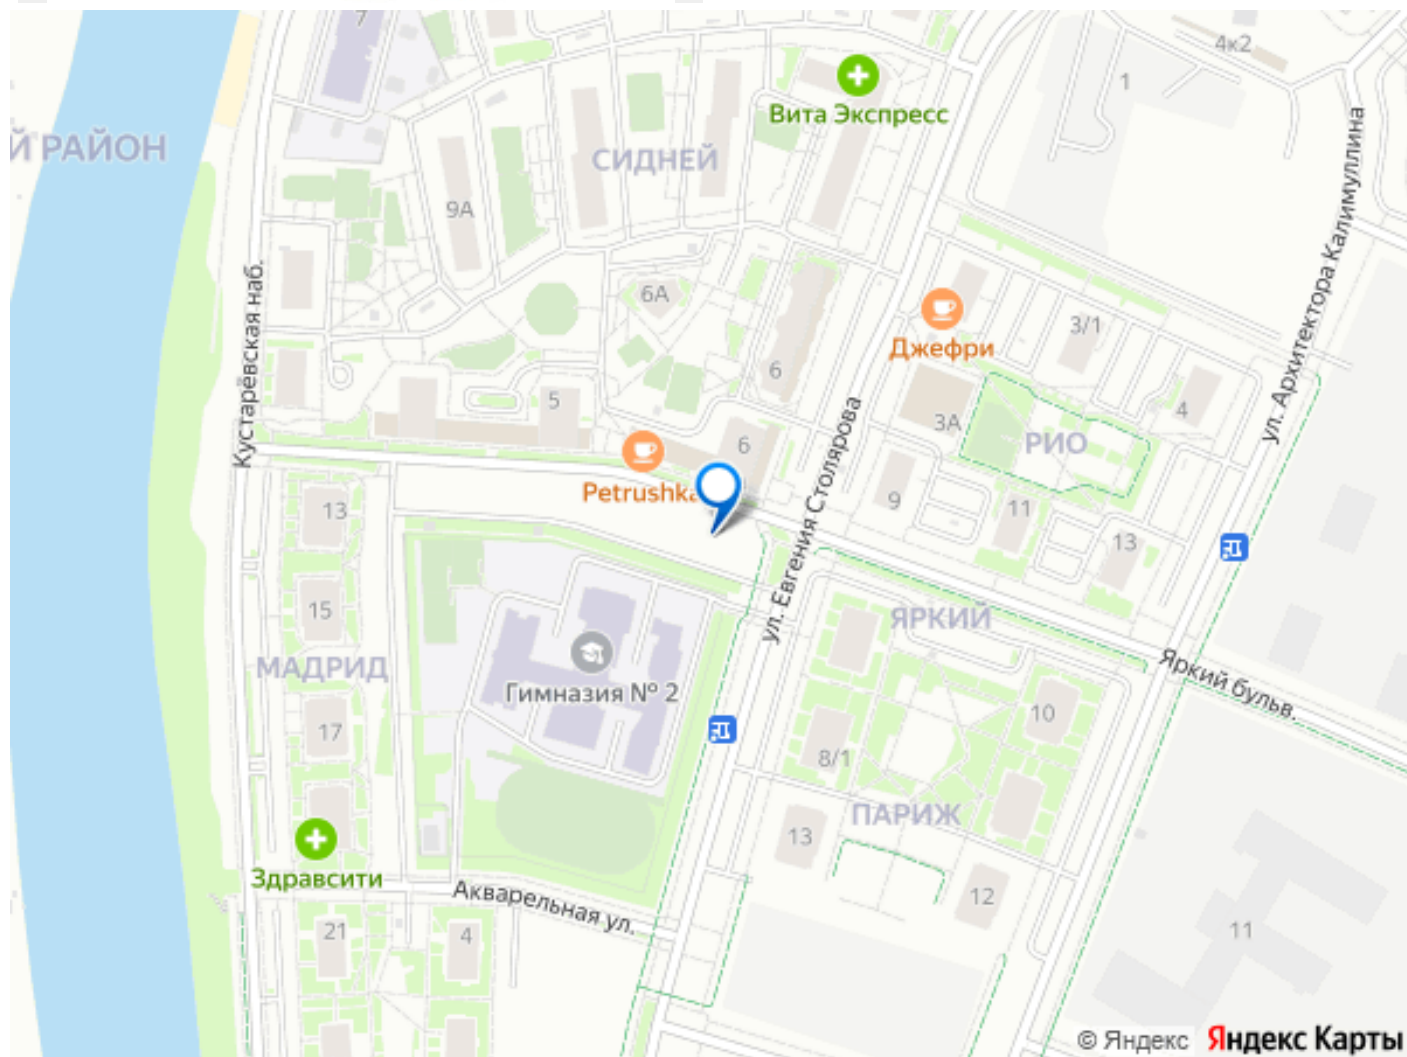 7
4к2
1
Вита Экспресс
Й РАЙОН
СИДНЕЙ
9А
ул. Архитектора Калимуллина
Кустарёвская наб.
6А
3/1
Джефри
6
5
3А
4
РИО
6
ул. Евгения Столярова
Petrushka
9
11
13
13
15
ЯРКИЙ
МАДРИД
Гимназия № 2
Яркий бульв.
17
10
8/1
ПАРИЖ
13
Здравсити
Акварельная ул.
12
21
4
11
© Яндекс
Яндекс Карты